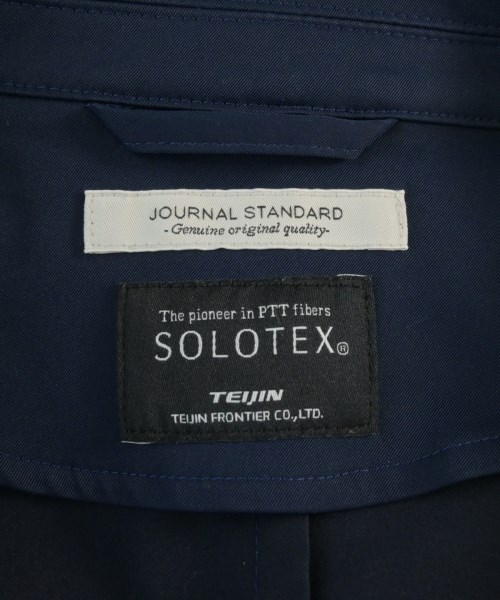 JOURNAL STANDARD
-Genuine original quality-
The pioneer in PTT fibers
SOLOTEX®
TEIJIN
TEIJIN FRONTIER CO.,LTD.